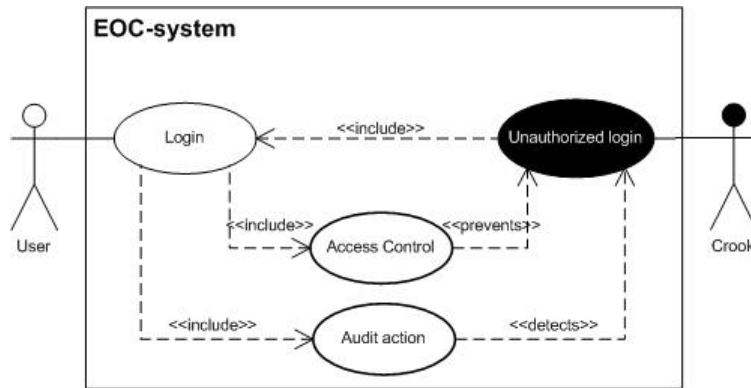 EOC-system
Login
<<include>>
Unauthorized login
User
<<include>>
Access Control
<<prevents>>
Crook
<<include>>
Audit action
<<detects>>